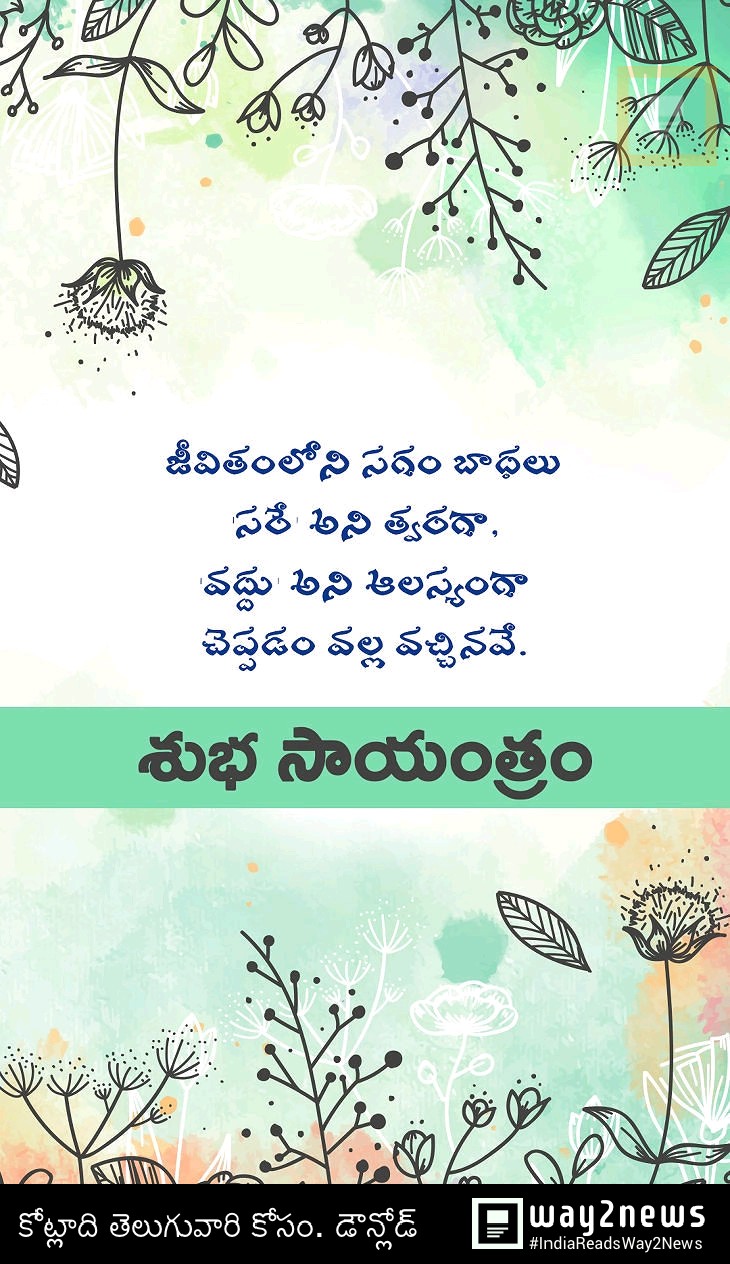 జీవితంలోని సగం బాధలు
'సరే' అని త్వరగా,
'వద్దు' అని ఆలస్యంగా
చెప్పడం వల్ల వచ్చినవే.
శుభ సాయంత్రం
కోట్లాది తెలుగువారి కోసం. డౌన్లోడ్
way2news
#IndiaReadsWay2News